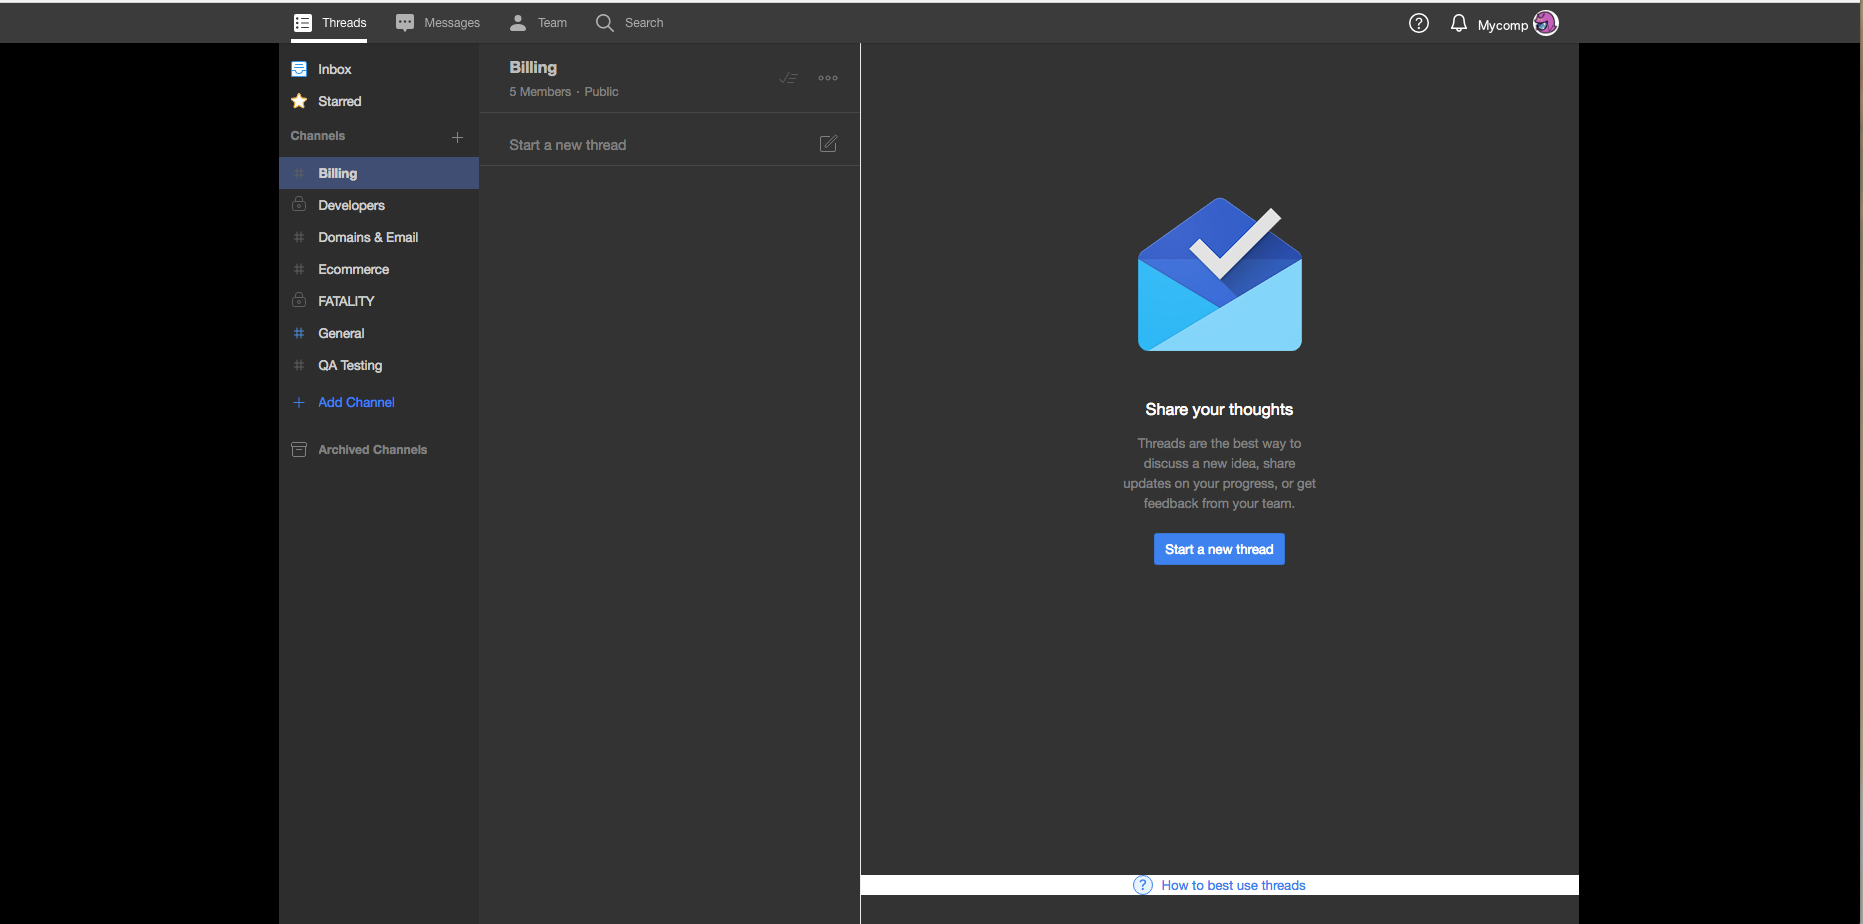 Threads Messages Team Search
Mycomp
Inbox
Starred
Channels
Billing
Developers
Domains & Email
Ecommerce
FATALITY
General
QA Testing
Add Channel
Archived Channels
Billing
5 Members · Public
Start a new thread
Share your thoughts
Threads are the best way to
discuss a new idea, share
updates on your progress, or get
feedback from your team.
Start a new thread
How to best use threads